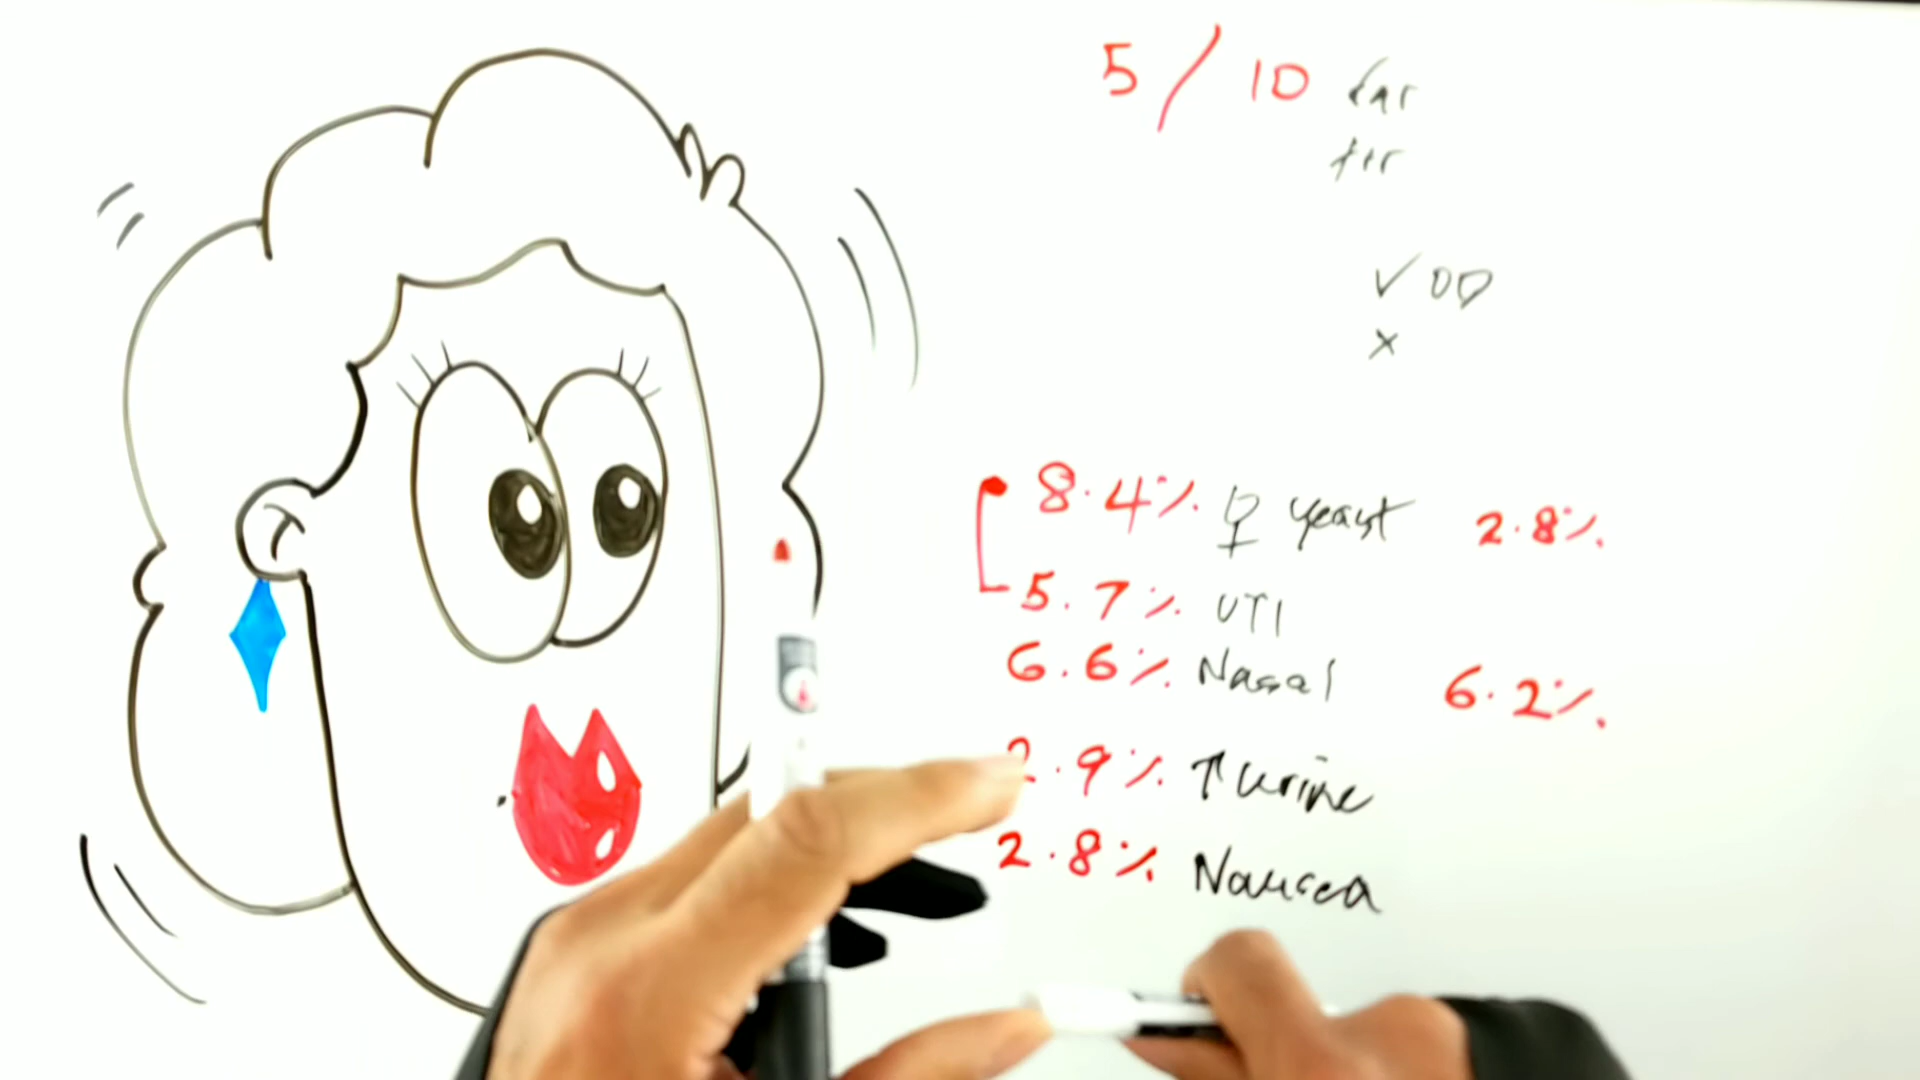 5 / 10 far
for
✓ OD
x
8.4% ♀ yeast 2.8%
5.7% UTI
6.6% Nasal 6.2%
2.9% ↑ urine
2.8% Nausea